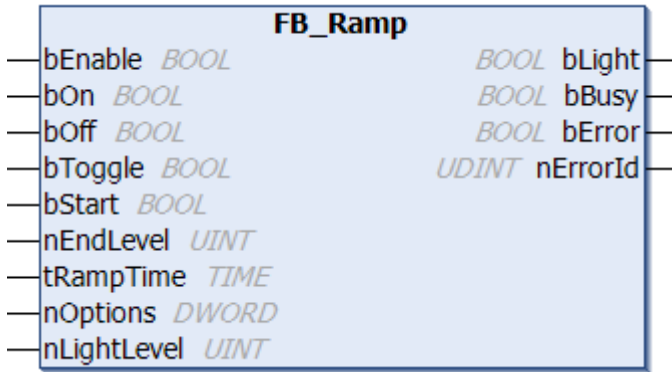 FB_Ramp
bEnable BOOL BOOL bLight
bOn BOOL BOOL bBusy
bOff BOOL BOOL bError
bToggle BOOL UDINT nErrorId
bStart BOOL
nEndLevel UINT
tRampTime TIME
nOptions DWORD
nLightLevel UINT